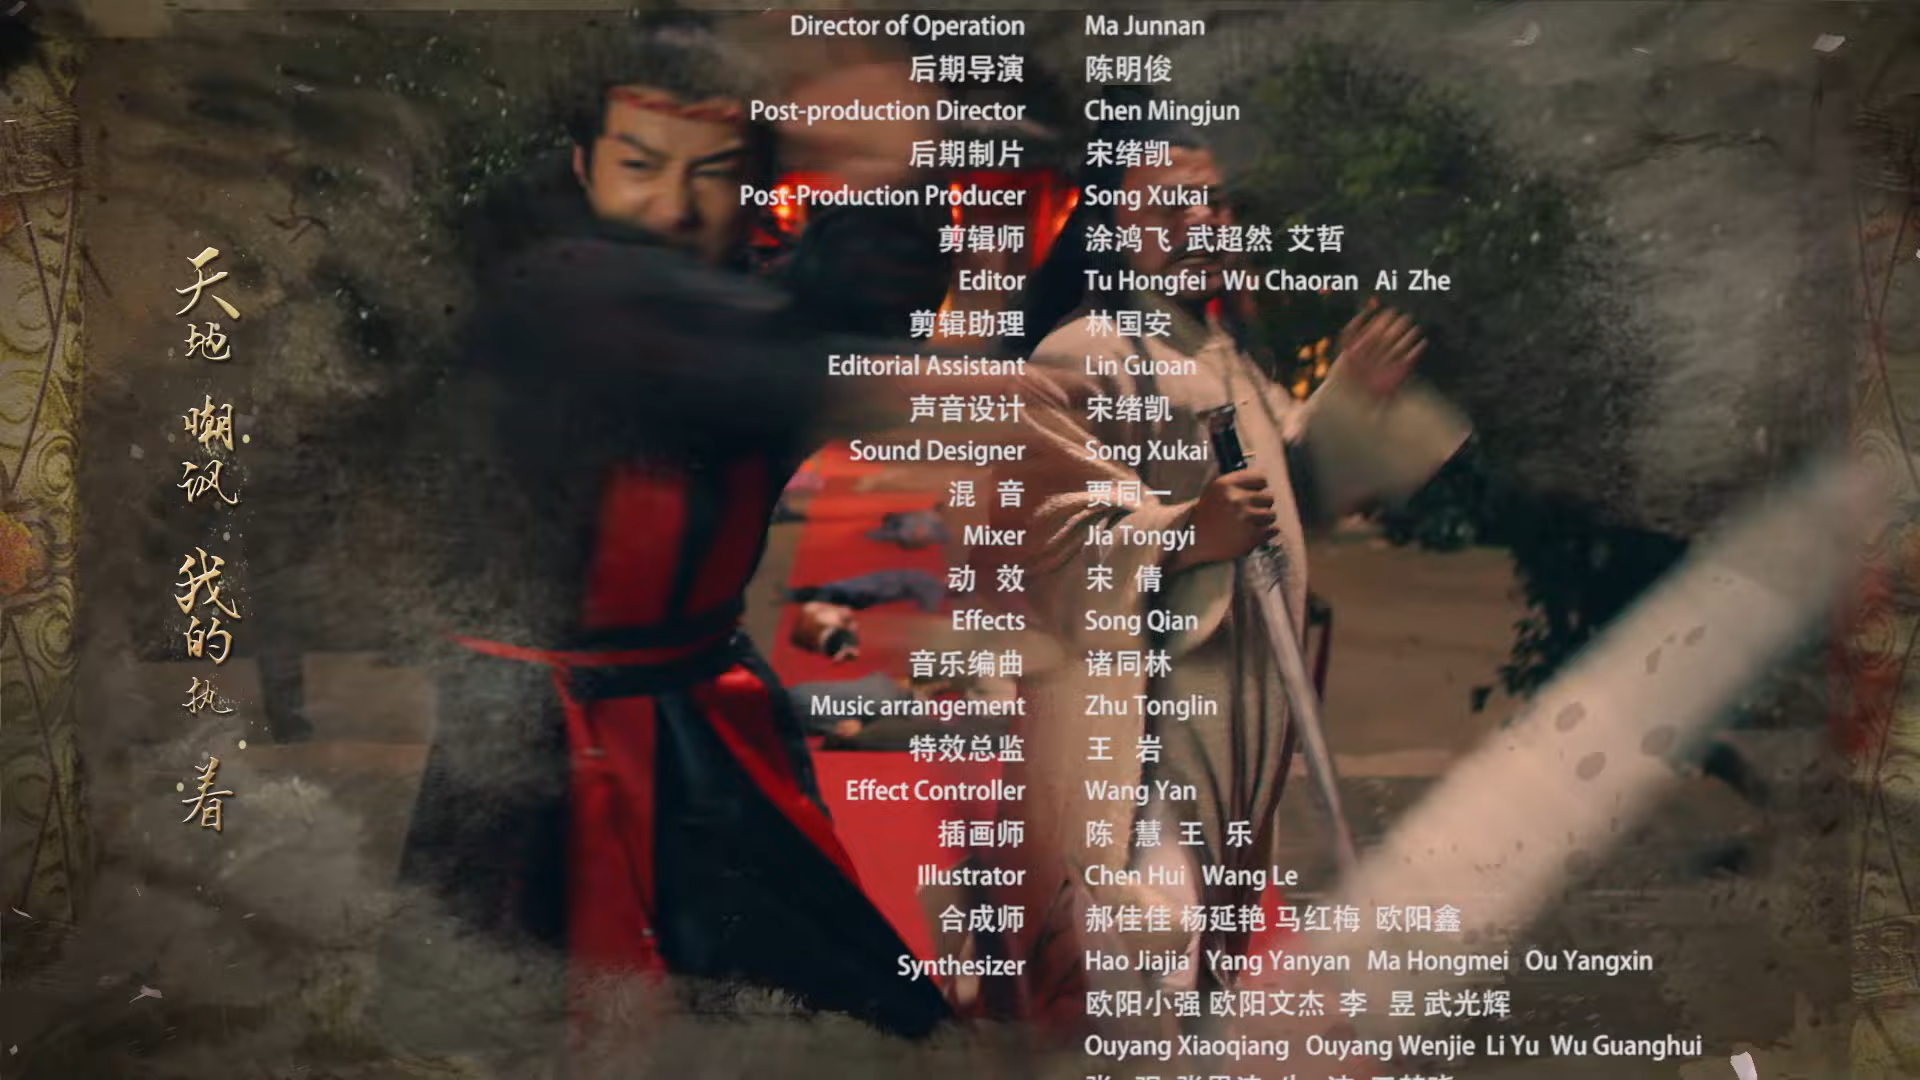 天地 嘲讽 我的执着
Director of Operation Ma Junnan
后期导演 陈明俊
Post-production Director Chen Mingjun
后期制片 宋绪凯
Post-Production Producer Song Xukai
剪辑师 涂鸿飞 武超然 艾哲
Editor Tu Hongfei Wu Chaoran Ai Zhe
剪辑助理 林国安
Editorial Assistant Lin Guoan
声音设计 宋绪凯
Sound Designer Song Xukai
混 音 贾同一
Mixer Jia Tongyi
动 效 宋 倩
Effects Song Qian
音乐编曲 诸同林
Music arrangement Zhu Tonglin
特效总监 王 岩
Effect Controller Wang Yan
插画师 陈 慧 王 乐
Illustrator Chen Hui Wang Le
合成师 郝佳佳 杨延艳 马红梅 欧阳鑫
Synthesizer Hao Jiajia Yang Yanyan Ma Hongmei Ou Yangxin
欧阳小强 欧阳文杰 李 昱 武光辉
Ouyang Xiaoqiang Ouyang Wenjie Li Yu Wu Guanghui